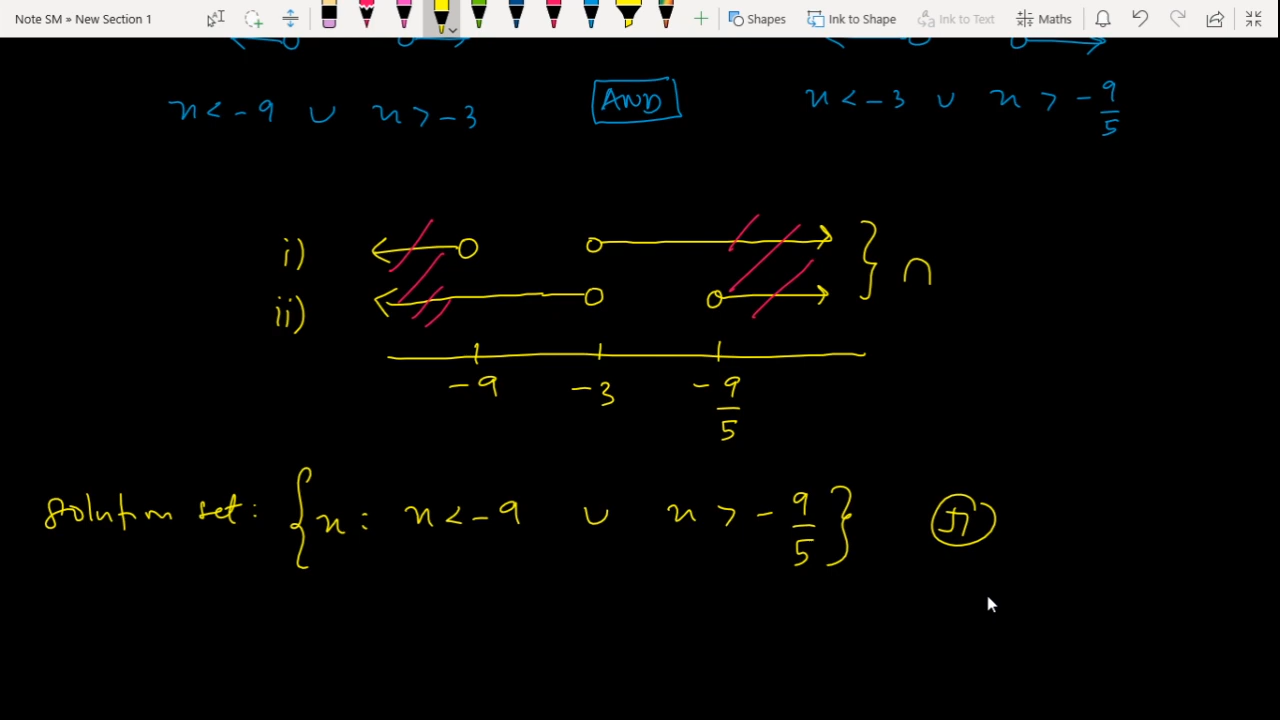 Note SM » New Section 1 Shapes Ink to Shape Ink to Text Maths
x < -9 ∪ x > -3 AND x < -3 ∪ x > -9/5
i) ∩
ii)
-9 -3 -9/5
Solution set: {x: x < -9 ∪ x > -9/5}